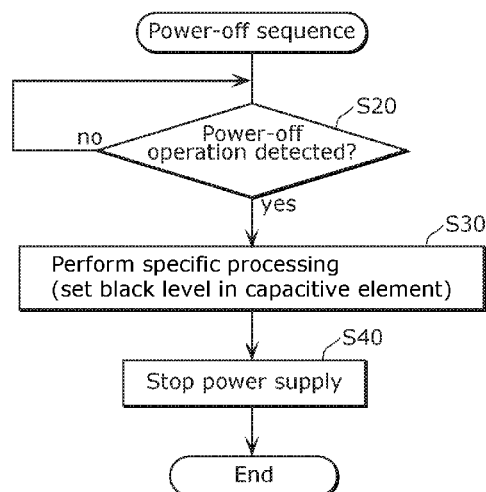 Power-off sequence
S20
Power-off
operation detected?
no
yes
S30
Perform specific processing
(set black level in capacitive element)
S40
Stop power supply
End